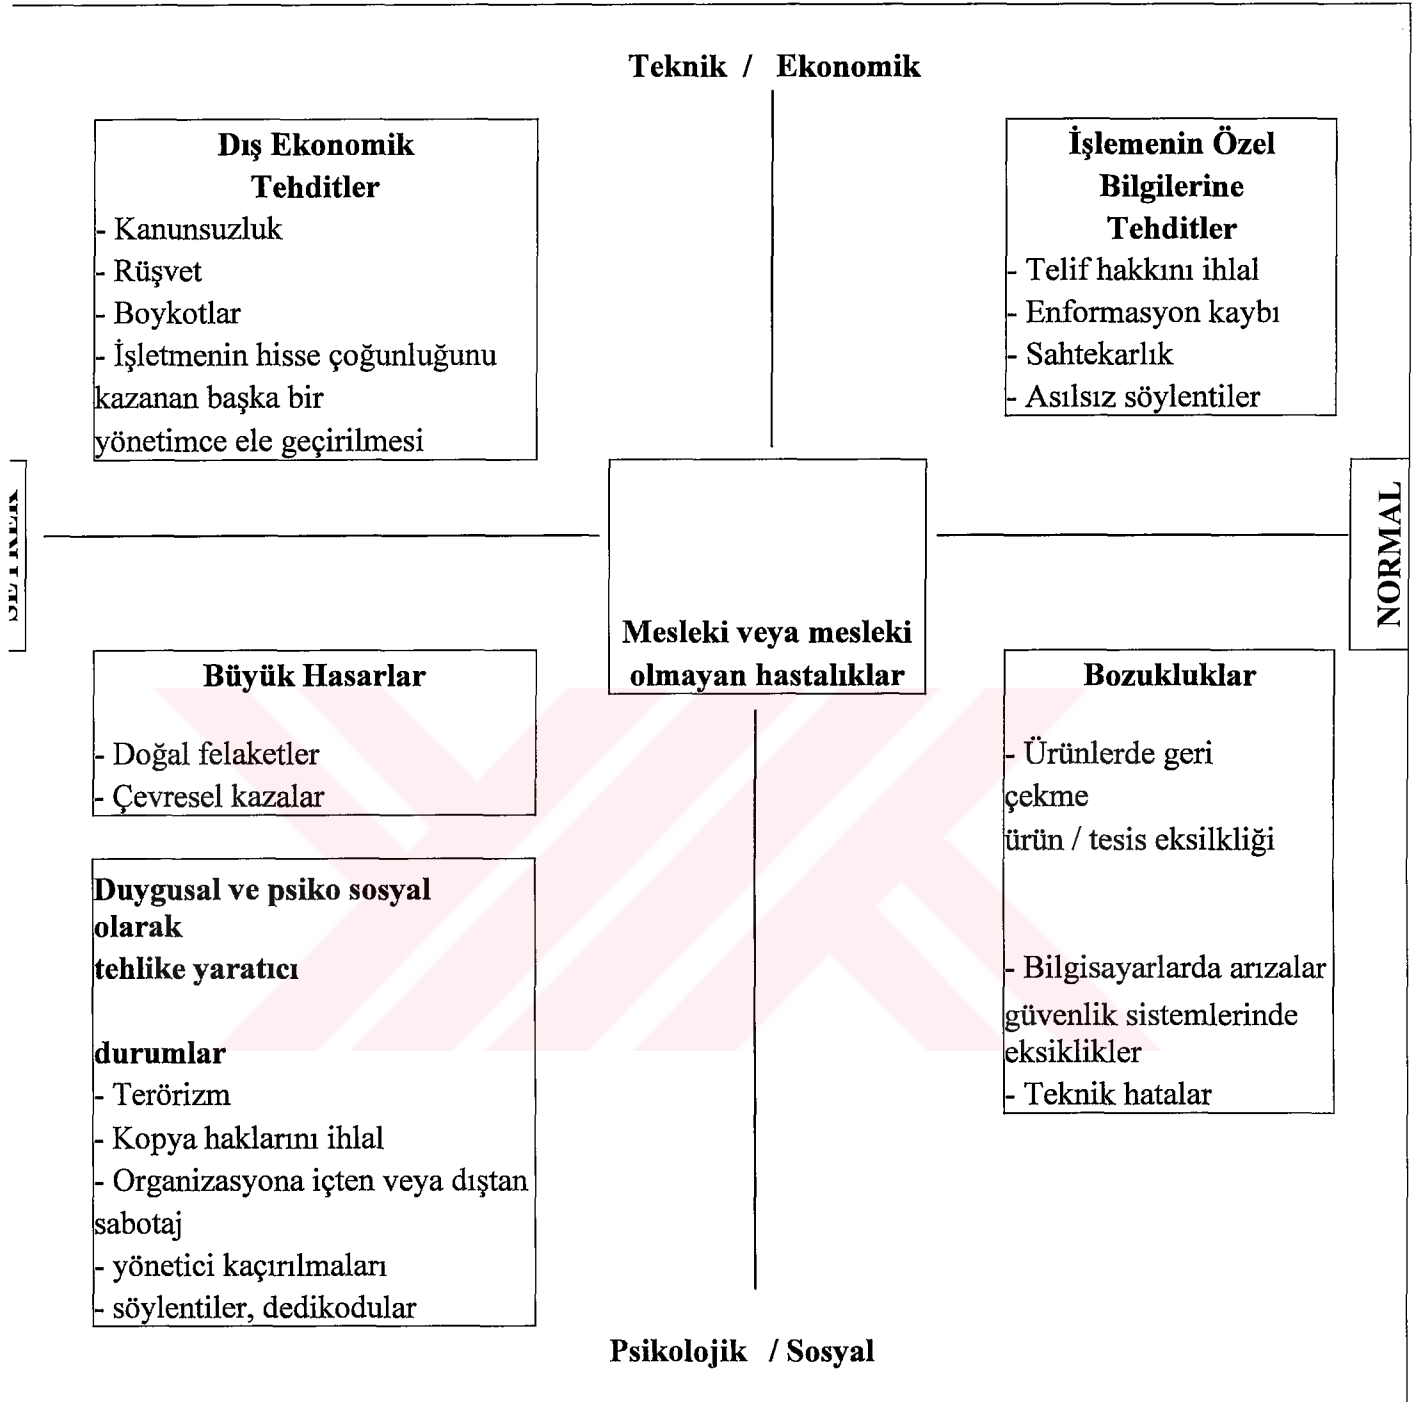 Teknik / Ekonomik
Dış Ekonomik
Tehditler
- Kanunsuzluk
- Rüşvet
- Boykotlar
- İşletmenin hisse çoğunluğunu
kazanan başka bir
yönetimce ele geçirilmesi
İşlemenin Özel
Bilgilerine
Tehditler
- Telif hakkını ihlal
- Enformasyon kaybı
- Sahtekarlık
- Asılsız söylentiler
NORMAL
Mesleki veya mesleki
olmayan hastalıklar
Büyük Hasarlar
- Doğal felaketler
- Çevresel kazalar
Bozukluklar
- Ürünlerde geri
çekme
ürün / tesis eksilkliği
- Bilgisayarlarda arızalar
güvenlik sistemlerinde
eksiklikler
- Teknik hatalar
Duygusal ve psiko sosyal
olarak
tehlike yaratıcı
durumlar
- Terörizm
- Kopya haklarını ihlal
- Organizasyona içten veya dıştan
sabotaj
- yönetici kaçırılmaları
- söylentiler, dedikodular
Psikolojik / Sosyal